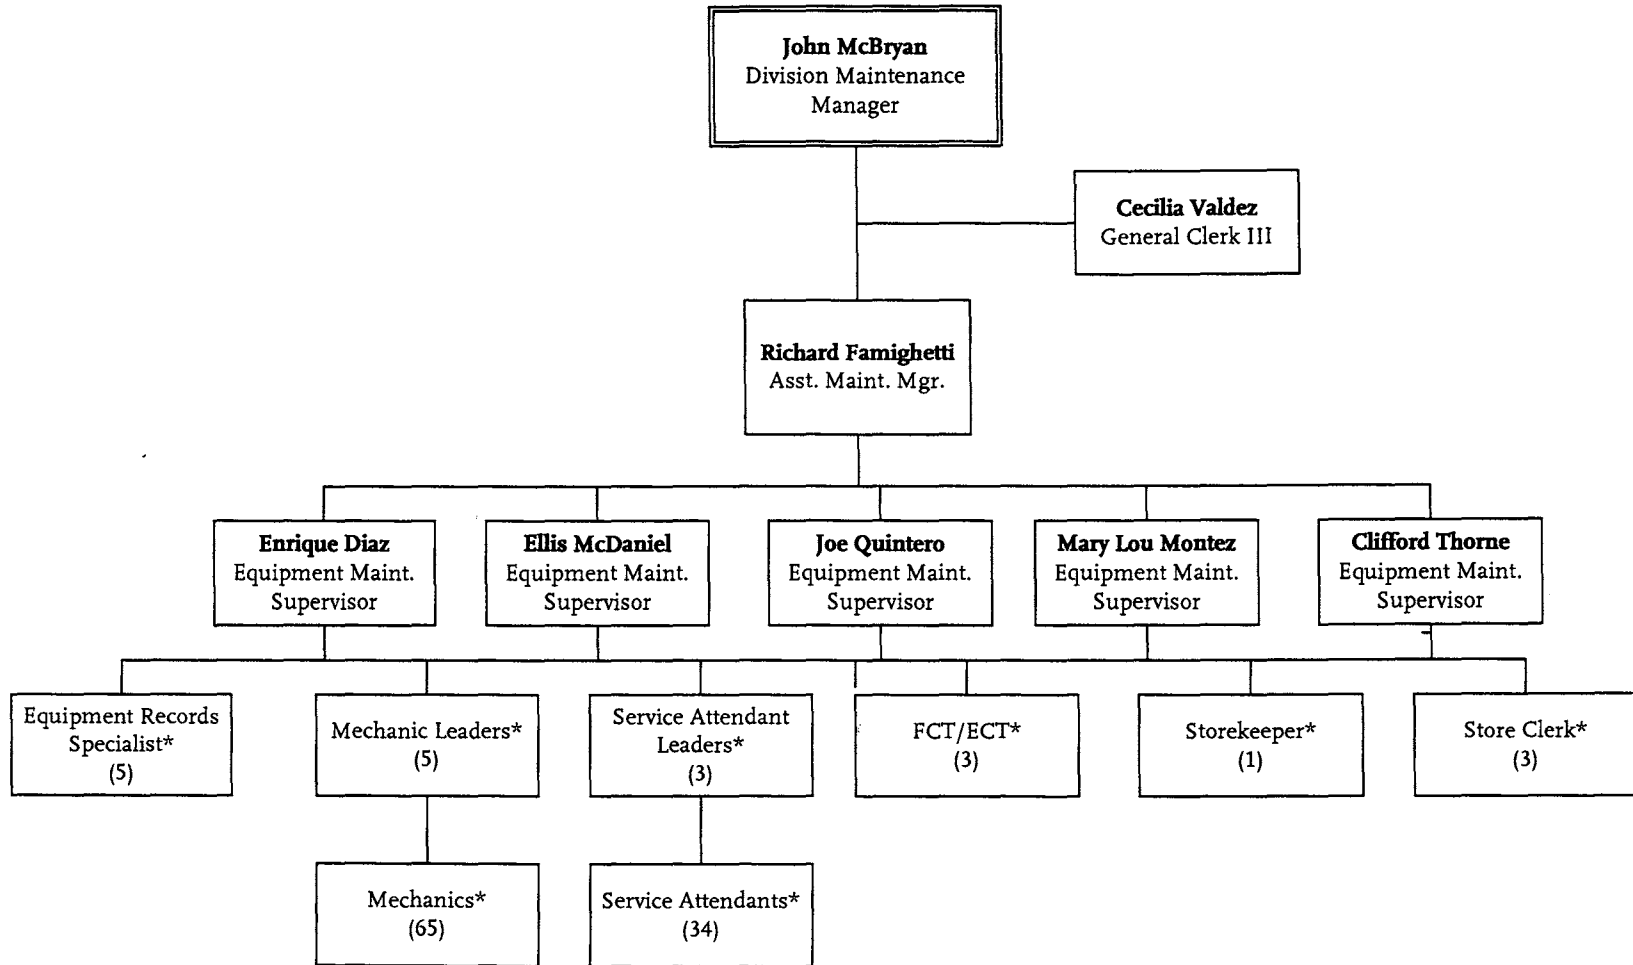 John McBryan
Division Maintenance
Manager
Cecilia Valdez
General Clerk III
Richard Famighetti
Asst. Maint. Mgr.
Enrique Diaz
Equipment Maint.
Supervisor
Ellis McDaniel
Equipment Maint.
Supervisor
Joe Quintero
Equipment Maint.
Supervisor
Mary Lou Montez
Equipment Maint.
Supervisor
Clifford Thorne
Equipment Maint.
Supervisor
Equipment Records
Specialist*
(5)
Mechanic Leaders*
(5)
Service Attendant
Leaders*
(3)
FCT/ECT*
(3)
Storekeeper*
(1)
Store Clerk*
(3)
Mechanics*
(65)
Service Attendants*
(34)